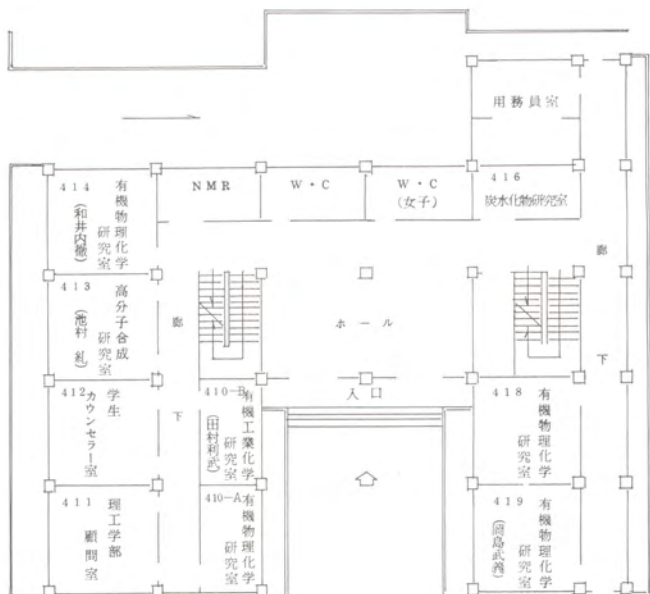 用務員室
414
有機物理化学
研究室
(和井内徹)
NMR
W・C
W・C
(女子)
416
炭水化物研究室
413
高分子合成
研究室
(池村 糺)
廊下
ホール
廊下
412
学生
カウンセラー室
410-B
有機工業化学
研究室
(田村利武)
入口
418
有機物理化学
研究室
411
理工学部
顧問室
410-A
有機物理化学
研究室
419
有機物理化学
研究室
(岡島武義)